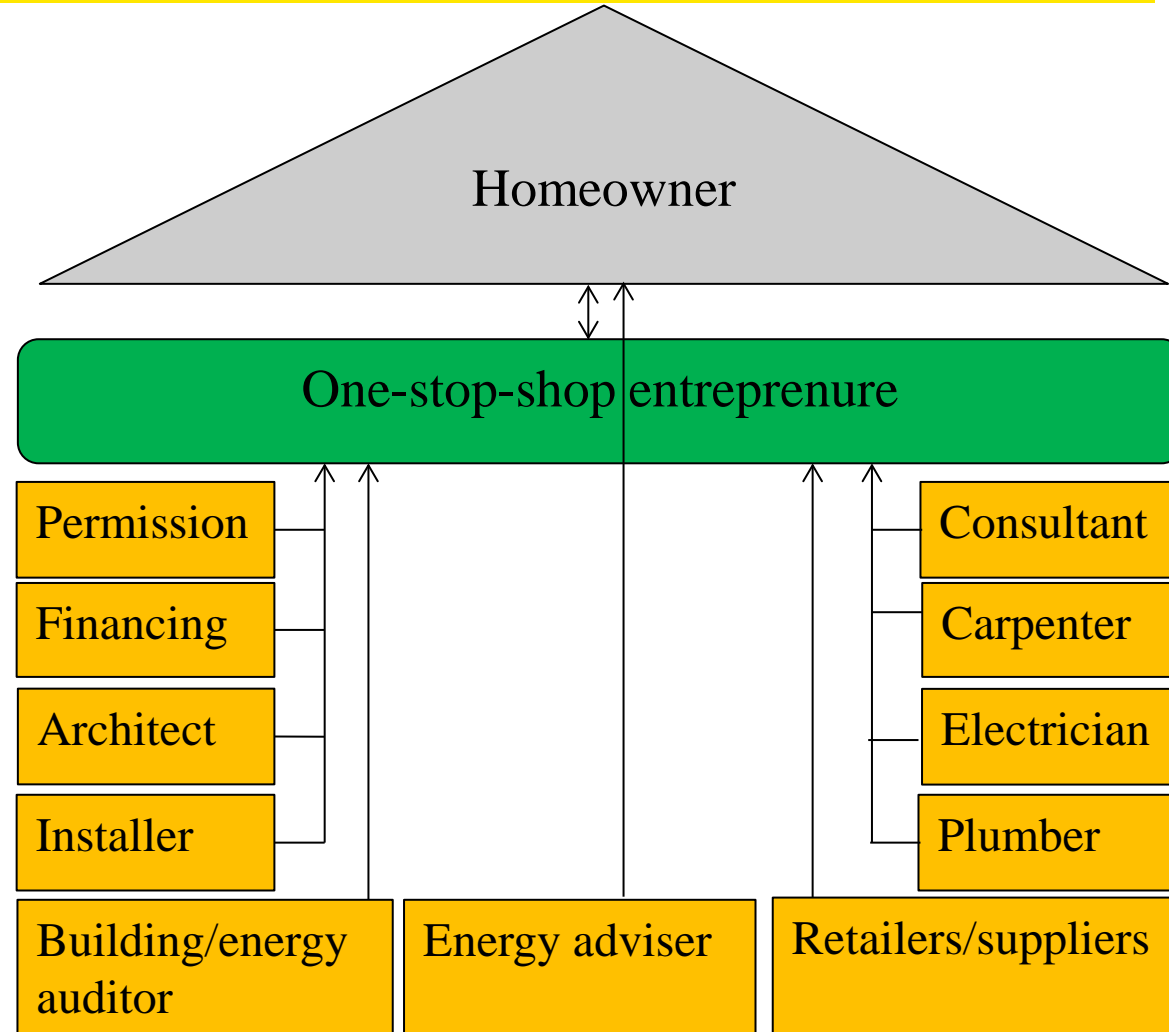 Homeowner
One-stop-shop entreprenure
Permission
Financing
Architect
Installer
Consultant
Carpenter
Electrician
Plumber
Building/energy
auditor
Energy adviser
Retailers/suppliers